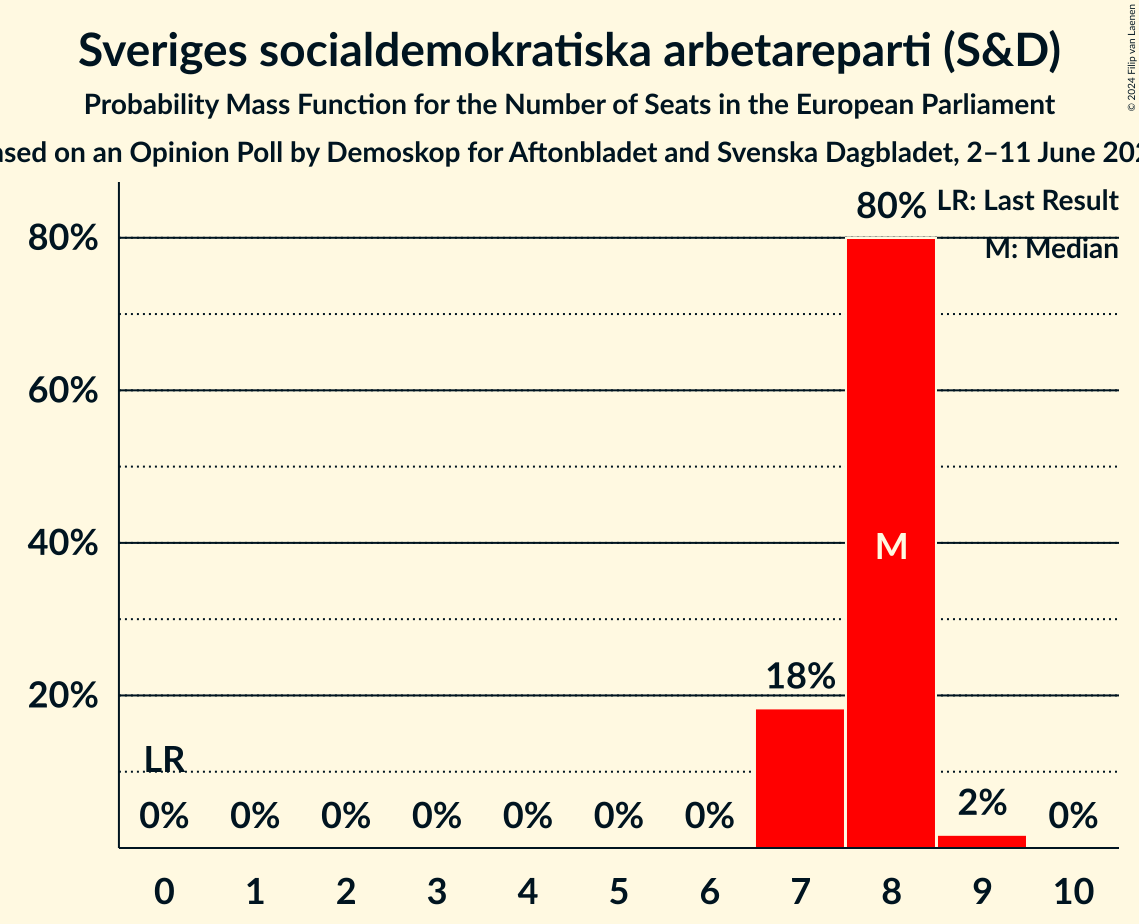 Sveriges socialdemokratiska arbetareparti (S&D)
Probability Mass Function for the Number of Seats in the European Parliament
on an Opinion Poll by Demoskop for Aftonbladet and Svenska Dagbladet, 2–11 June
© 2024 Filip van Laenen
LR: Last Result
M: Median
80%
60%
40%
20%
LR
0% 0% 0% 0% 0% 0% 0% 18% 80% 2% 0%
M
0 1 2 3 4 5 6 7 8 9 10